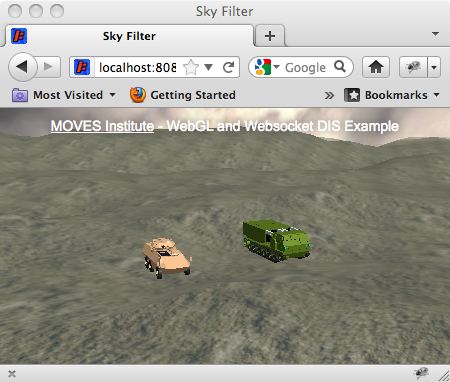 Sky Filter
Sky Filter
localhost:808
Google
Most Visited
Getting Started
Bookmarks
MOVES Institute - WebGL and Websocket DIS Example